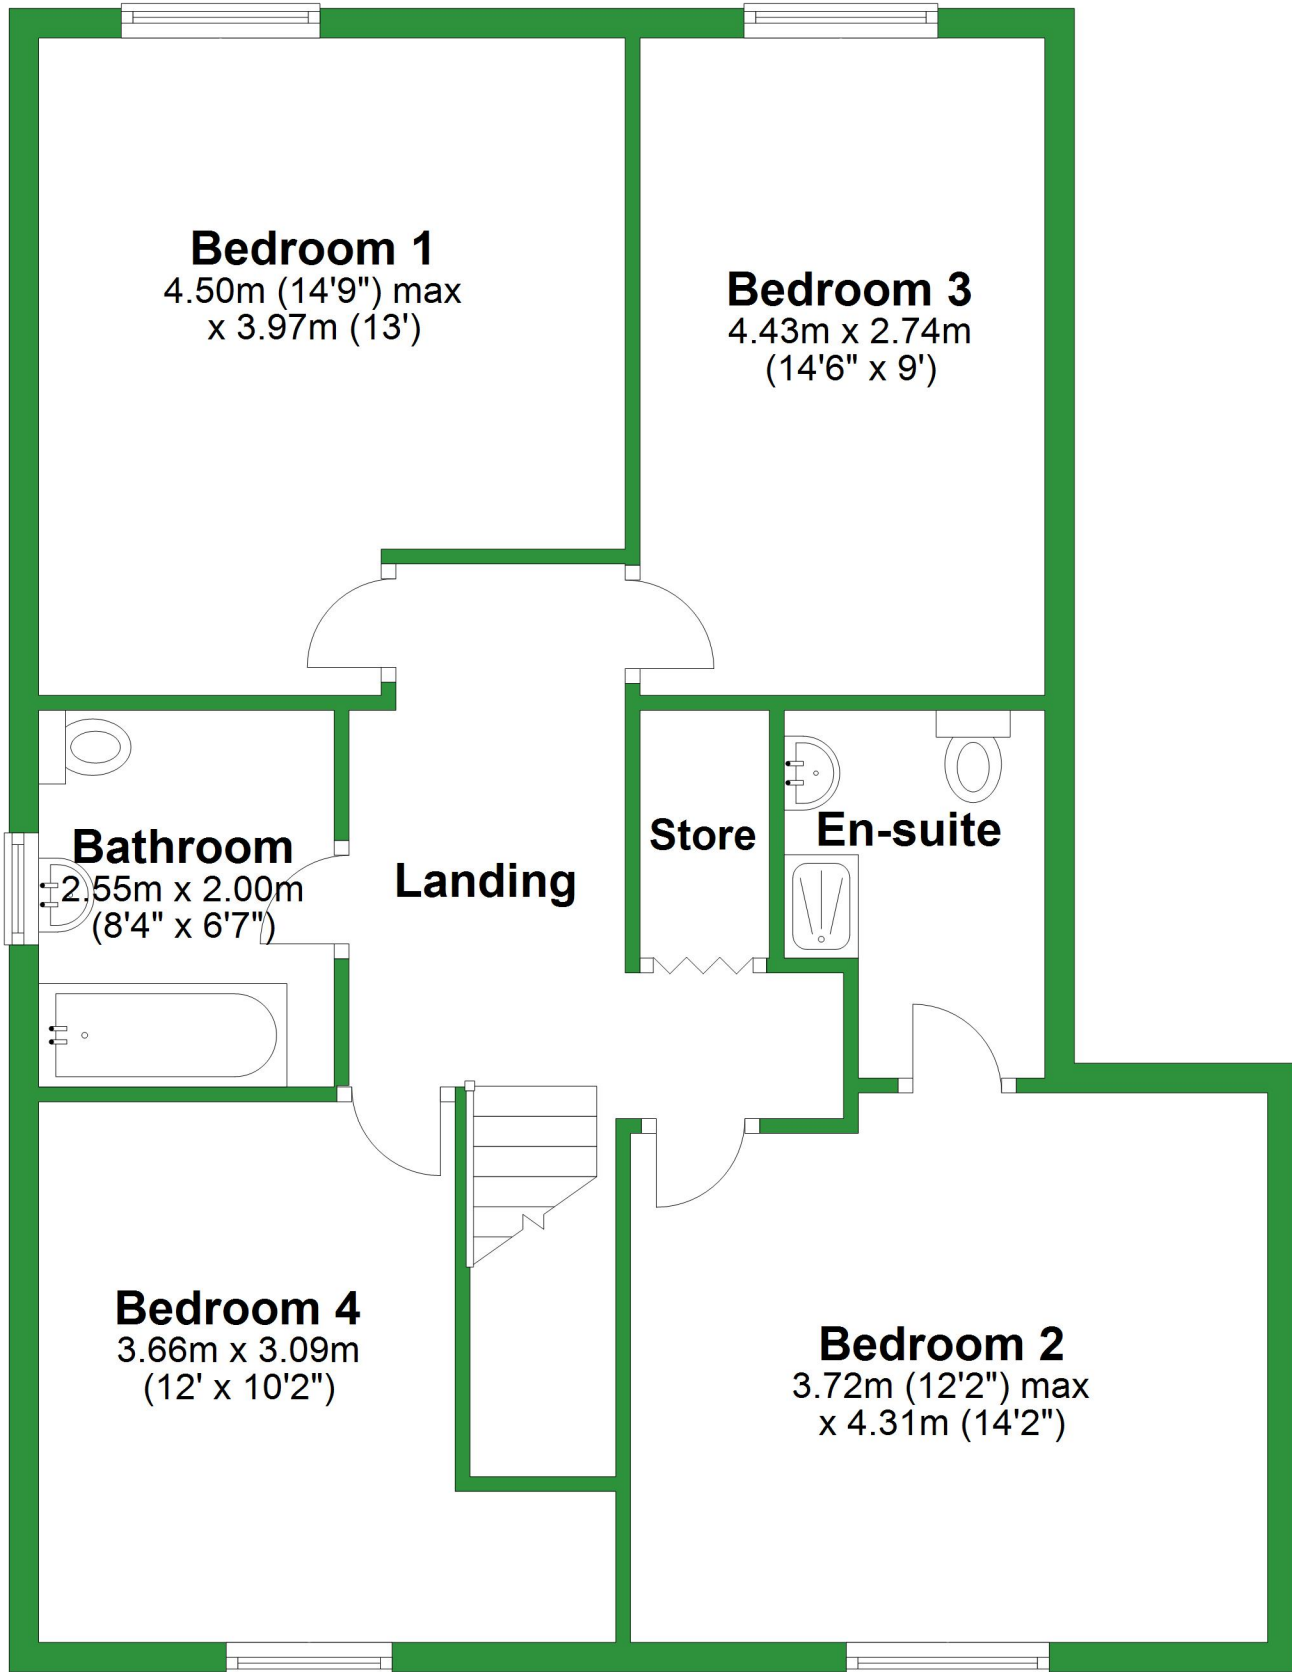 Bedroom 1
4.50m (14'9") max
x 3.97m (13')
Bedroom 3
4.43m x 2.74m
(14'6" x 9')
Bathroom
2.55m x 2.00m
(8'4" x 6'7")
Landing
Store
En-suite
Bedroom 4
3.66m x 3.09m
(12' x 10'2")
Bedroom 2
3.72m (12'2") max
x 4.31m (14'2")